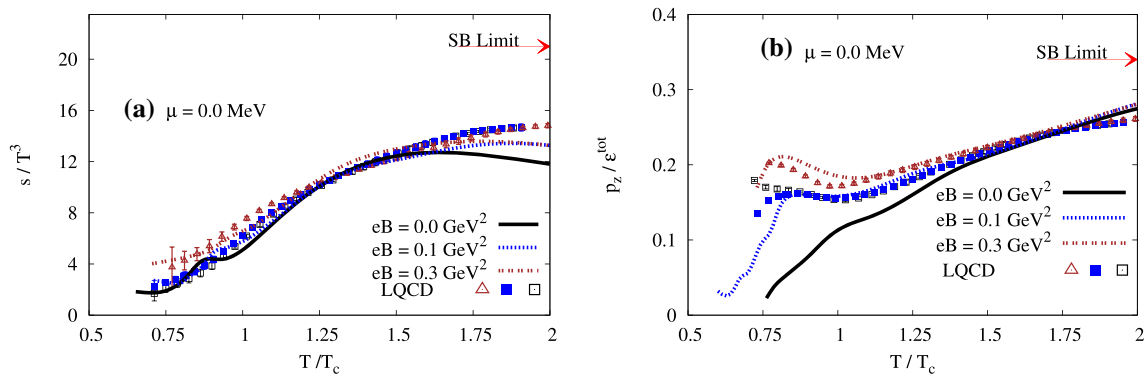 20
16
12
8
4
0
s / T³
SB Limit
(a) μ = 0.0 MeV
eB = 0.0 GeV²
eB = 0.1 GeV²
eB = 0.3 GeV²
LQCD
0.5 0.75 1 1.25 1.5 1.75 2
T /T_c
0.4
0.3
0.2
0.1
0
p_z / ε^tot
(b) μ = 0.0 MeV
SB Limit
eB = 0.0 GeV²
eB = 0.1 GeV²
eB = 0.3 GeV²
LQCD
0.5 0.75 1 1.25 1.5 1.75 2
T / T_c